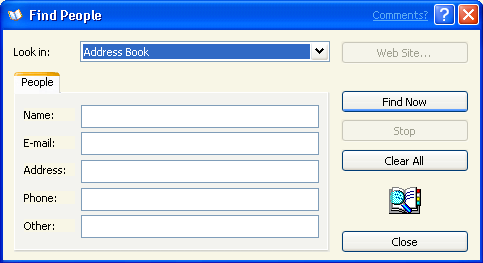 Find People Comments? ?
Look in: Address Book Web Site...
People
Name: Find Now
E-mail: Stop
Address: Clear All
Phone:
Other: Close